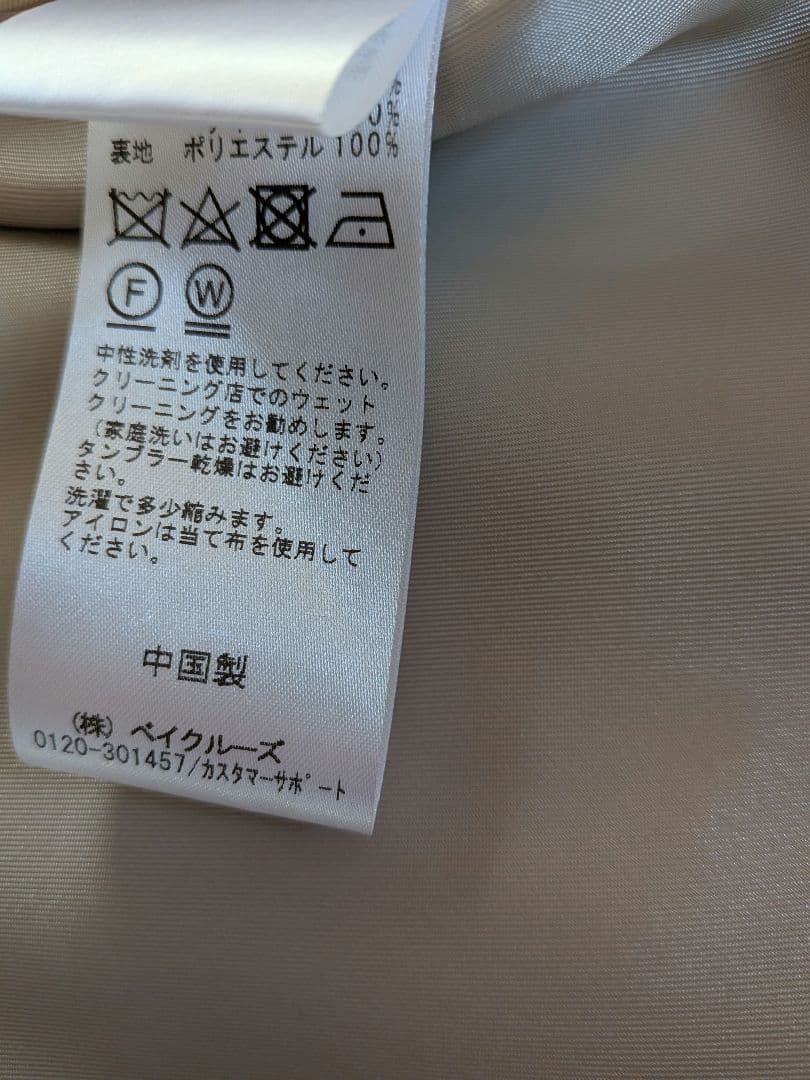 0%
裏地 ポリエステル 100%
F W
中性洗剤を使用してください。
クリーニング店でのウェット
クリーニングをお勧めします。
(家庭洗いはお避けください)
タンブラー乾燥はお避けくだ
さい。
洗濯で多少縮みます。
アイロンは当て布を使用して
ください。
中国製
(株) ベイクルーズ
0120-301457/カスタマーサポート